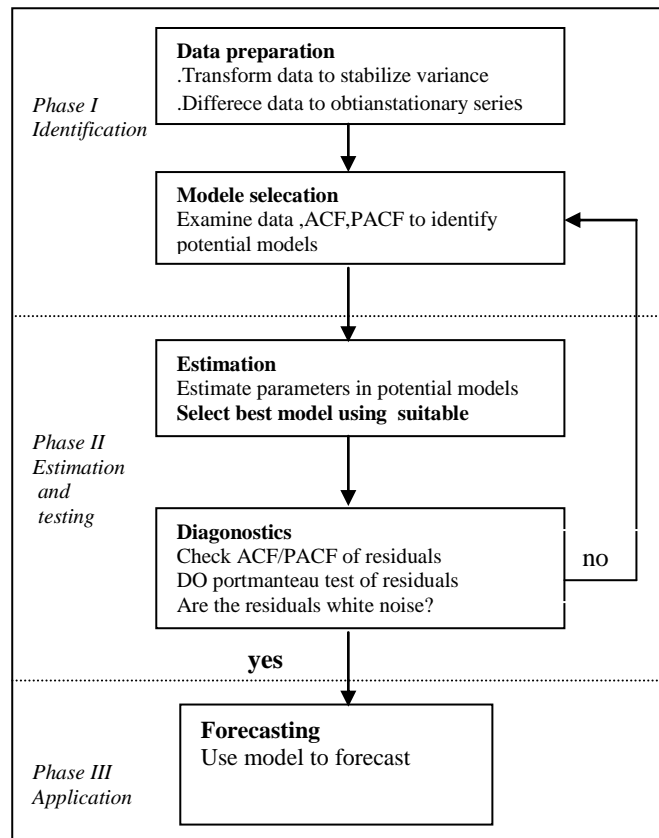 Data preparation
.Transform data to stabilize variance
.Differece data to obtianstationary series
Phase I
Identification
Modele selecation
Examine data ,ACF,PACF to identify
potential models
Estimation
Estimate parameters in potential models
Select best model using suitable
Phase II
Estimation
and
testing
Diagonostics
Check ACF/PACF of residuals
DO portmanteau test of residuals
Are the residuals white noise?
no
yes
Forecasting
Use model to forecast
Phase III
Application